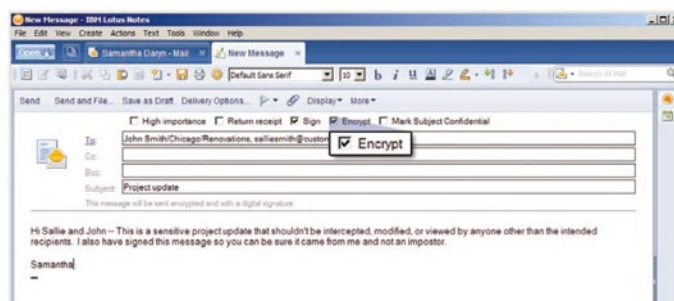 New Message - IBM Lotus Notes
File Edit View Create Actions Text Tools Window Help
Open Samantha Daryn - Mail × New Message ×
Default Sans Serif 10 b i U
Send Send and File... Save as Draft Delivery Options... Display More
High importance Return receipt Sign Encrypt Mark Subject Confidential
To: John Smith/Chicago/Renovations, salliesmith@custom
Encrypt
Cc:
Bcc:
Subject: Project update
This message will be sent encrypted and with a digital signature.
Hi Sallie and John -- This is a sensitive project update that shouldn't be intercepted, modified, or viewed by anyone other than the intended
recipients. I also have signed this message so you can be sure it came from me and not an impostor.
Samantha